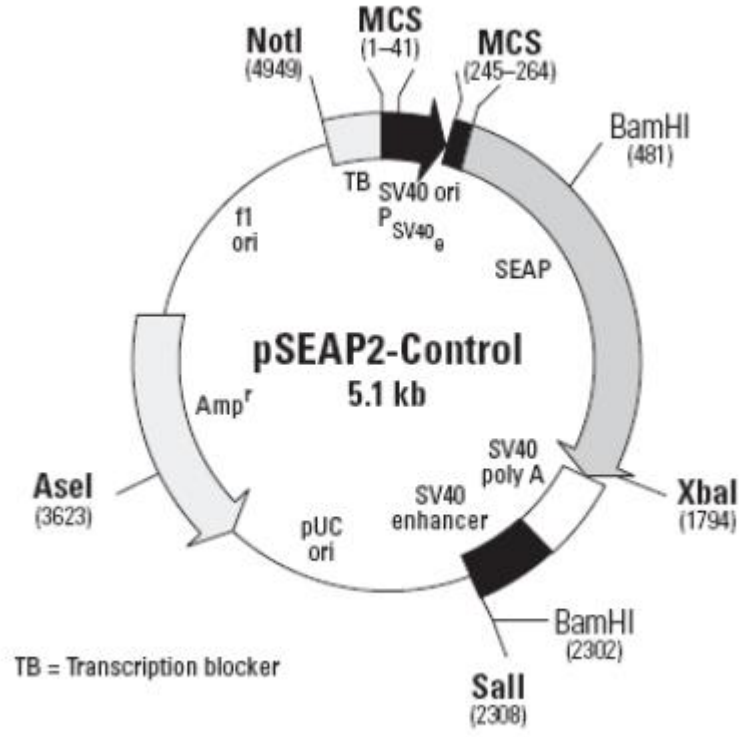 MCS
(1–41)
NotI
(4949)
MCS
(245–264)
BamHI
(481)
TB
SV40 ori
PSV40e
f1
ori
SEAP
pSEAP2-Control
5.1 kb
Ampr
SV40
poly A
AseI
(3623)
XbaI
(1794)
SV40
enhancer
pUC
ori
BamHI
(2302)
TB = Transcription blocker
SalI
(2308)